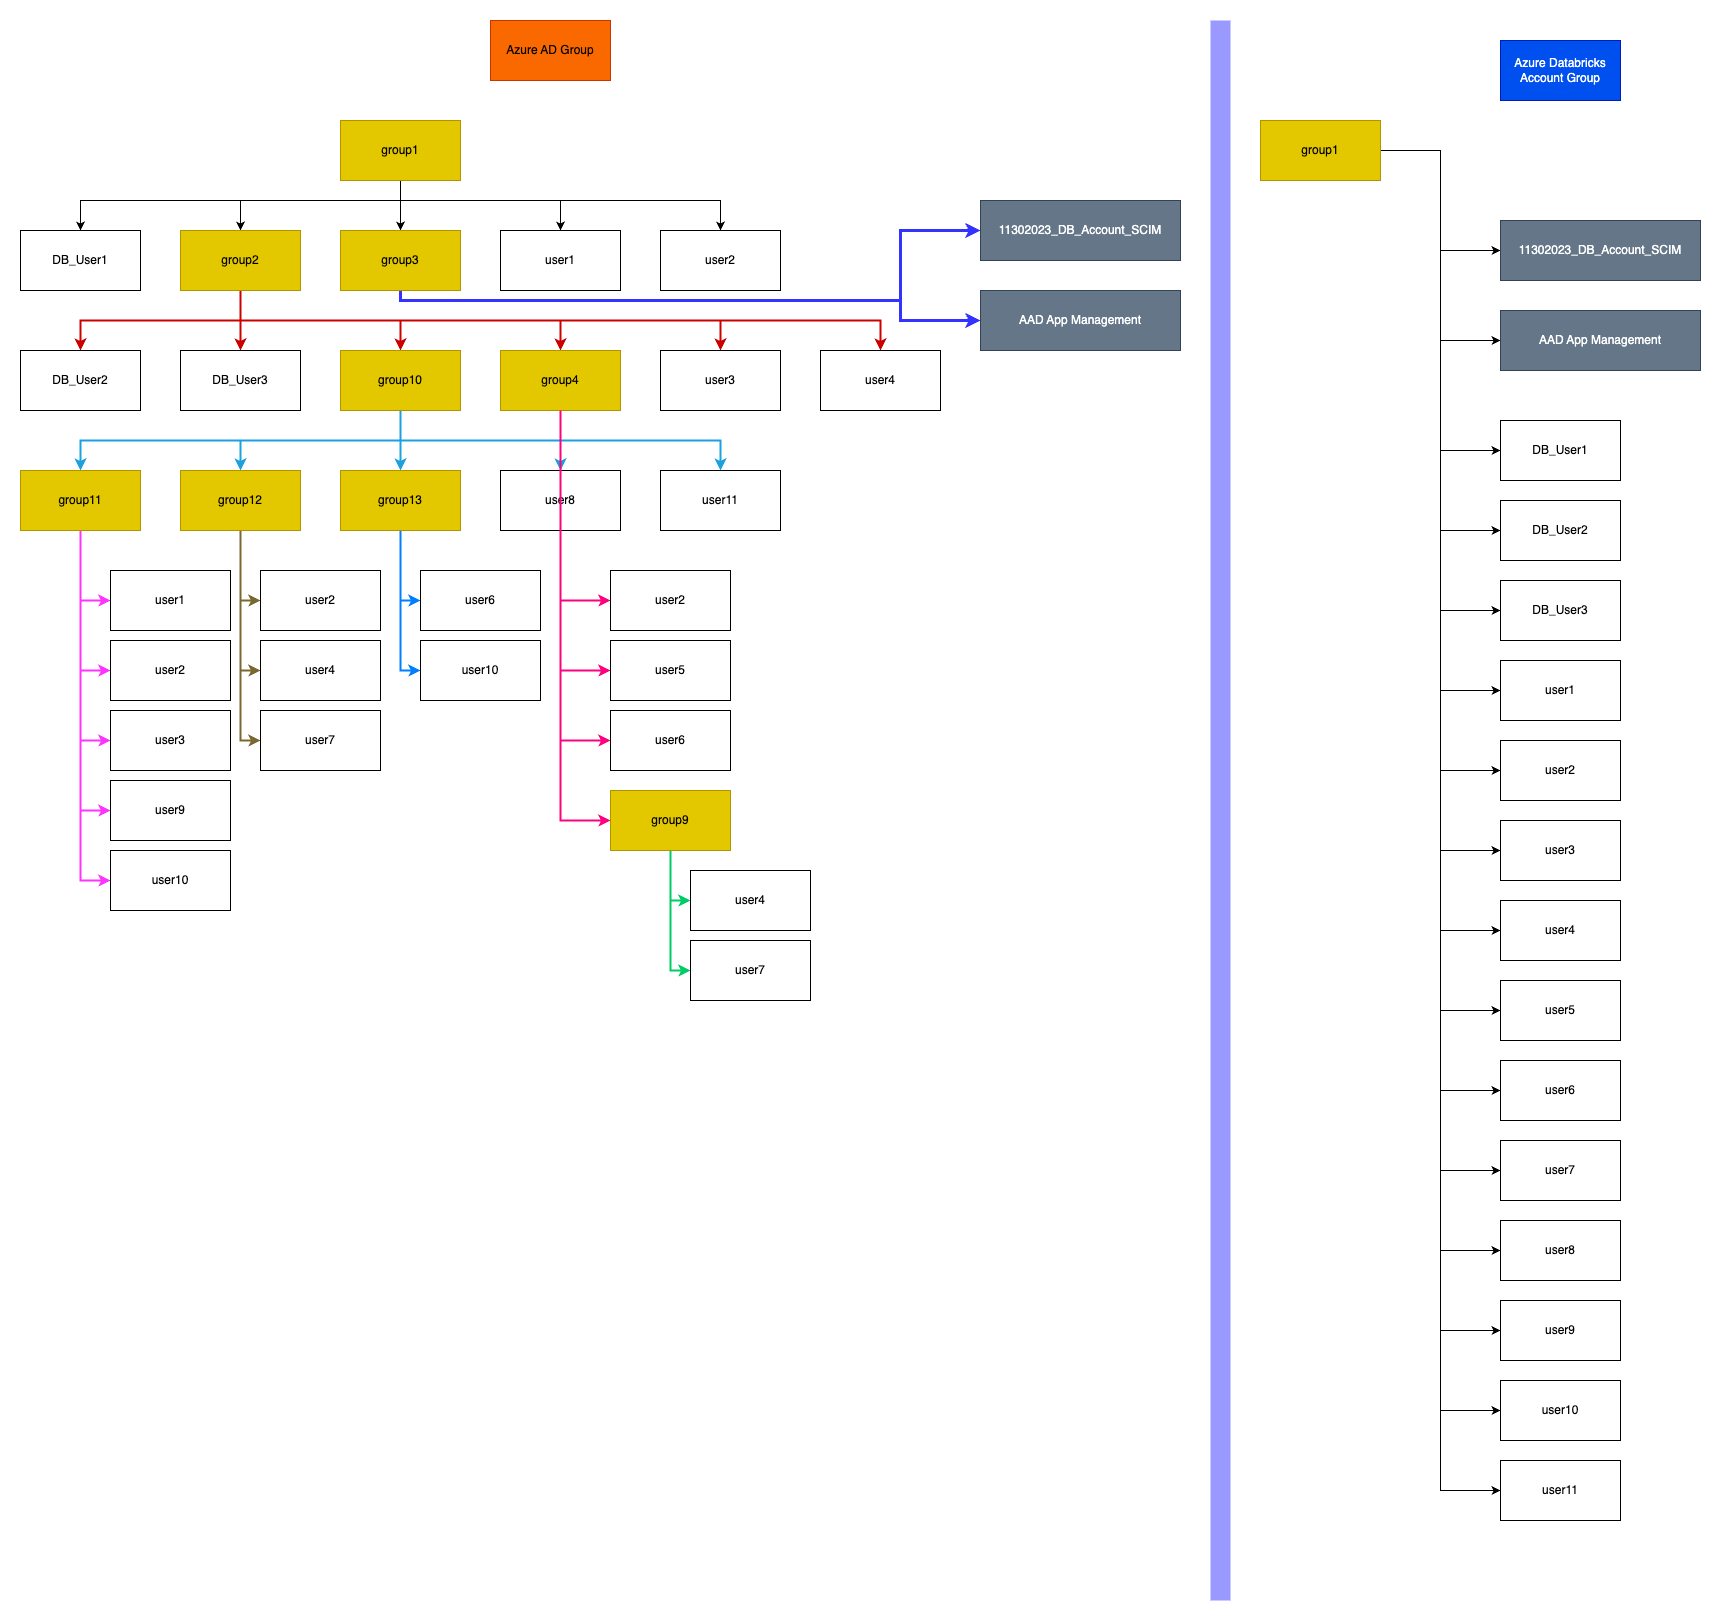 Azure AD Group
group1
DB_User1
group2
group3
user1
user2
11302023_DB_Account_SCIM
AAD App Management
DB_User2
DB_User3
group10
group4
user3
user4
group11
group12
group13
user8
user11
user1
user2
user3
user9
user10
user2
user4
user7
user6
user10
user2
user5
user6
group9
user4
user7
Azure Databricks
Account Group
group1
11302023_DB_Account_SCIM
AAD App Management
DB_User1
DB_User2
DB_User3
user1
user2
user3
user4
user5
user6
user7
user8
user9
user10
user11